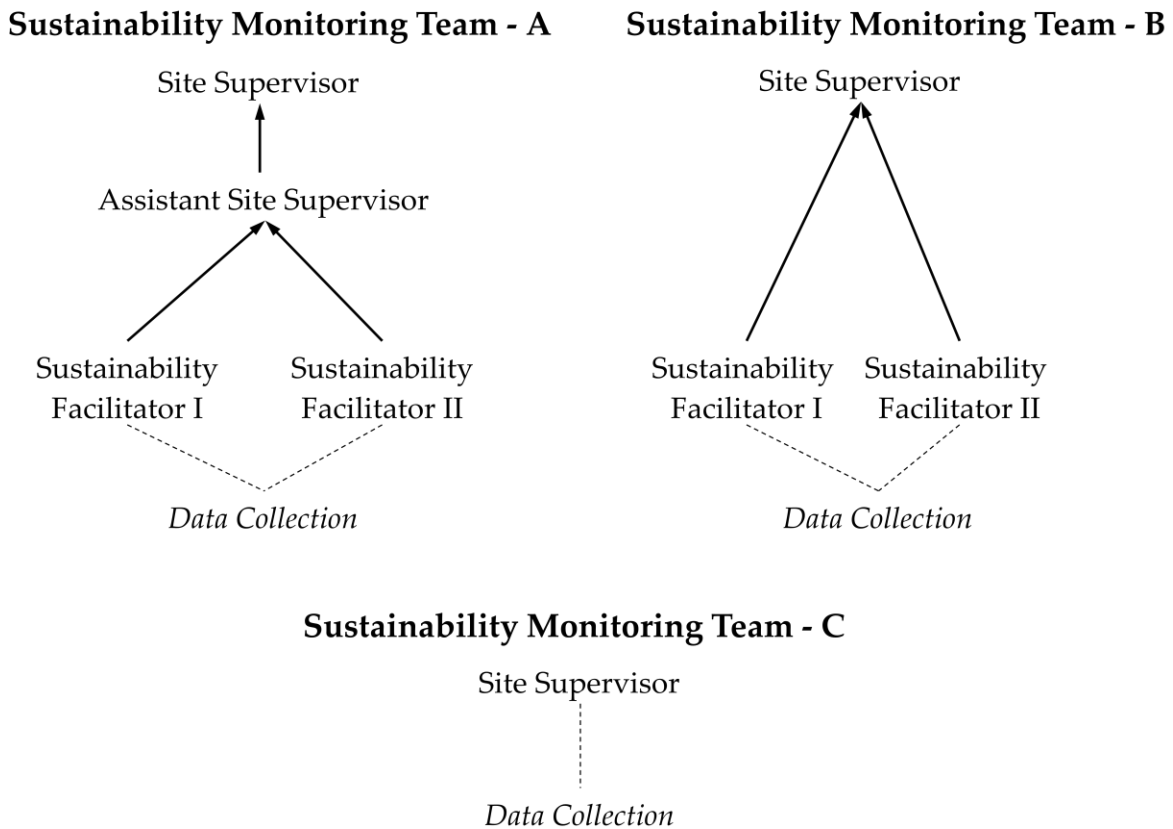 Sustainability Monitoring Team - A
Site Supervisor
Assistant Site Supervisor
Sustainability
Facilitator I
Sustainability
Facilitator II
Data Collection
Sustainability Monitoring Team - B
Site Supervisor
Sustainability
Facilitator I
Sustainability
Facilitator II
Data Collection
Sustainability Monitoring Team - C
Site Supervisor
Data Collection